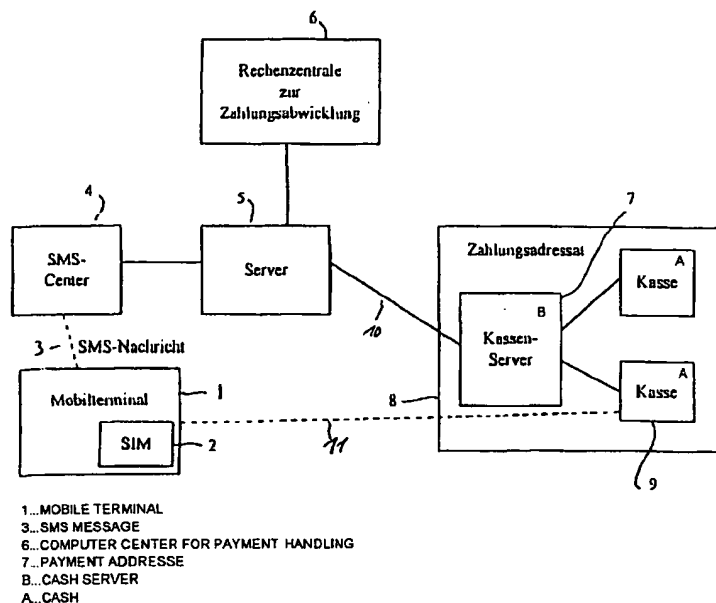 6
Rechenzentrale
zur
Zahlungsabwicklung
4
5
7
SMS-
Center
Server
Zahlungsadressat
A
Kasse
B
Kassen-
Server
10
3
SMS-Nachricht
A
Kasse
Mobilterminal
1
8
SIM
2
11
9
1...MOBILE TERMINAL
3...SMS MESSAGE
6...COMPUTER CENTER FOR PAYMENT HANDLING
7...PAYMENT ADDRESSE
B...CASH SERVER
A...CASH